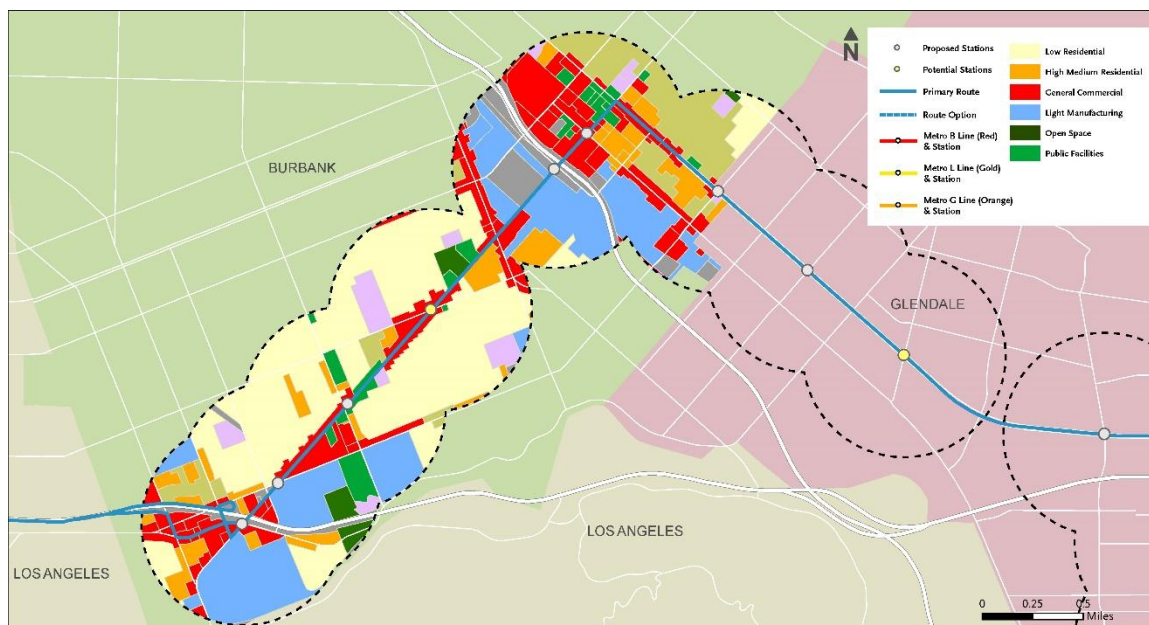 N
Proposed Stations
Potential Stations
Primary Route
Route Option
Metro B Line (Red)
& Station
Metro L Line (Gold)
& Station
Metro G Line (Orange)
& Station
Low Residential
High Medium Residential
General Commercial
Light Manufacturing
Open Space
Public Facilities
BURBANK
GLENDALE
LOS ANGELES
LOS ANGELES
0 0.25 0.5
Miles